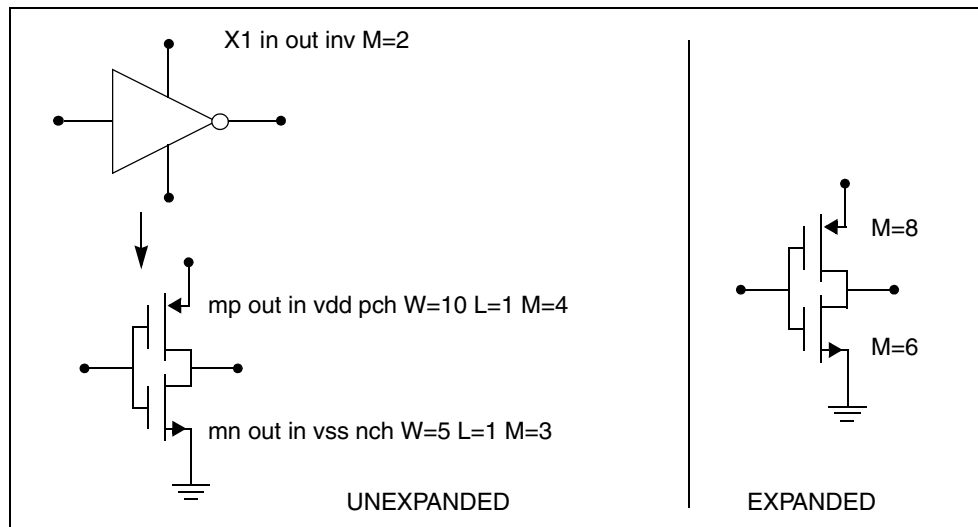 X1 in out inv M=2
mp out in vdd pch W=10 L=1 M=4
mn out in vss nch W=5 L=1 M=3
UNEXPANDED
M=8
M=6
EXPANDED